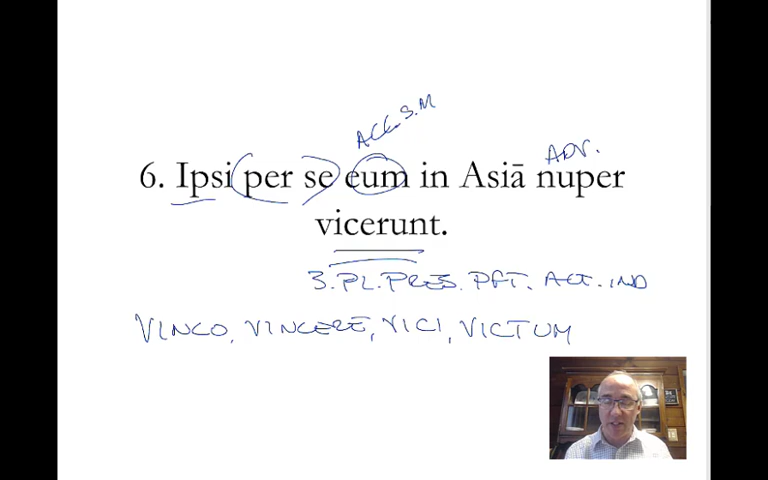 ACC. S. M
ADV.
6. Ipsi per se eum in Asiā nuper
vicerunt.
3. PL. PRES. PFT. ACT. IND
VINCO, VINCERE, VICI, VICTUM